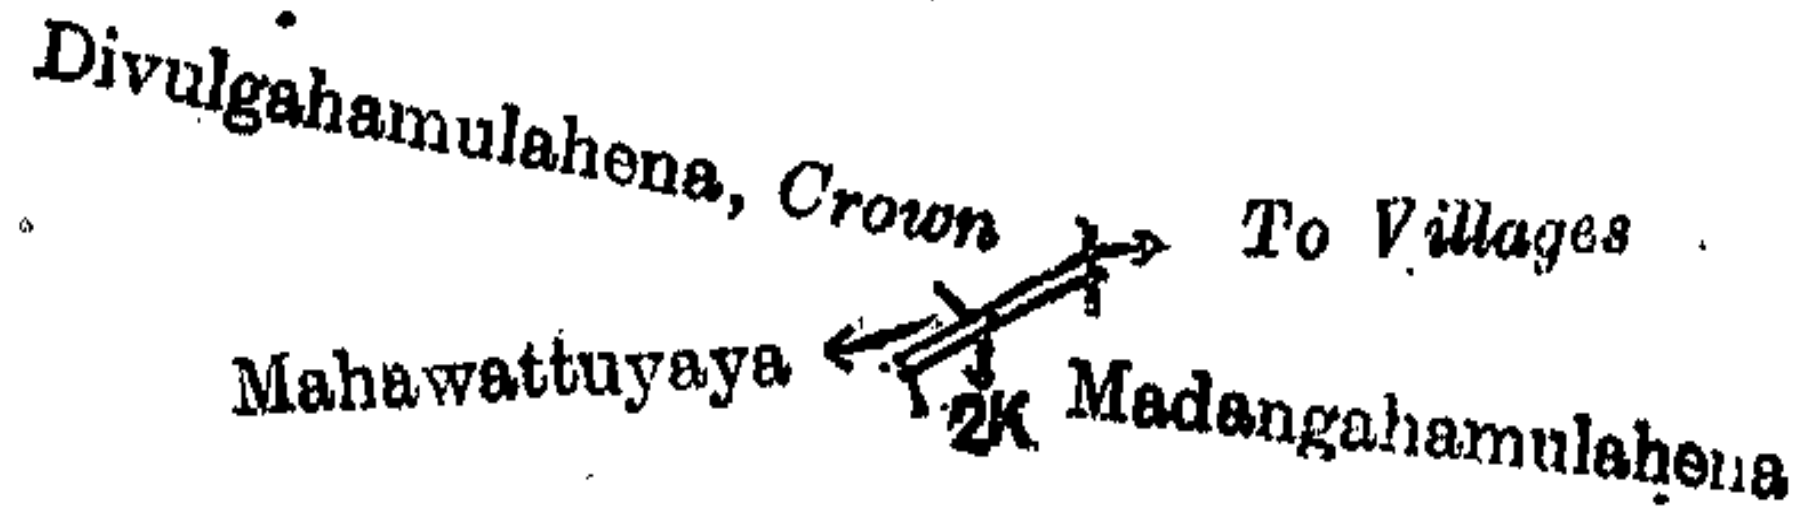 Divulgahamulahena, Crown
To Villages
Mahawattuyaya
2K
Madangahamulahena